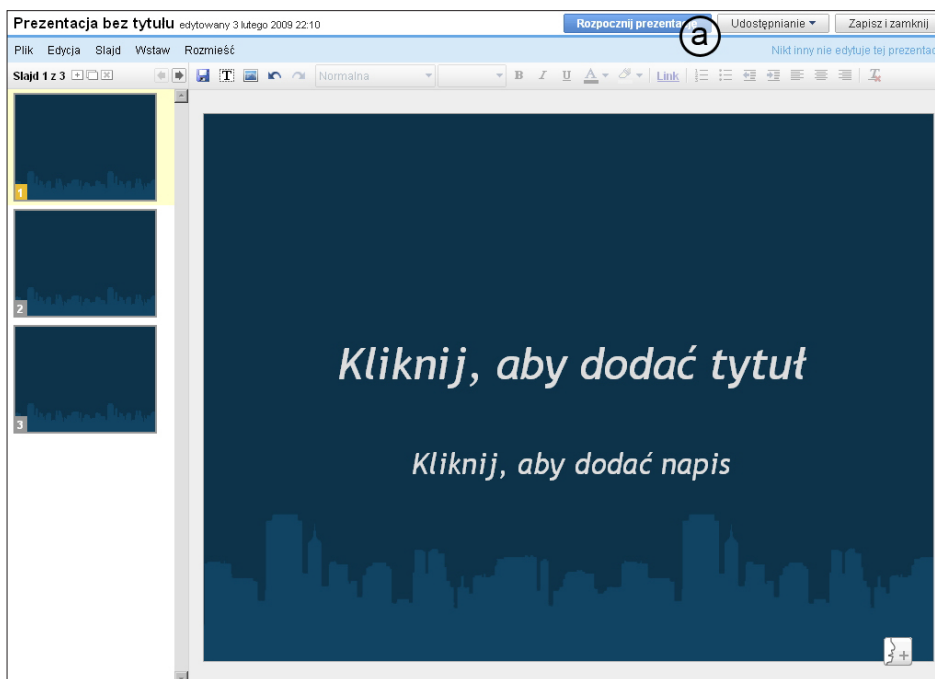 Prezentacja bez tytulu edytowany 3 lutego 2009 22:10
Rozpocznij prezentację Udostępnianie Zapisz i zamknij
a
Plik Edycja Slajd Wstaw Rozmieść Nikt inny nie edytuje tej prezentac
Slajd 1 z 3 T Normalna B I U A Link T
1
2
3
Kliknij, aby dodać tytuł
Kliknij, aby dodać napis